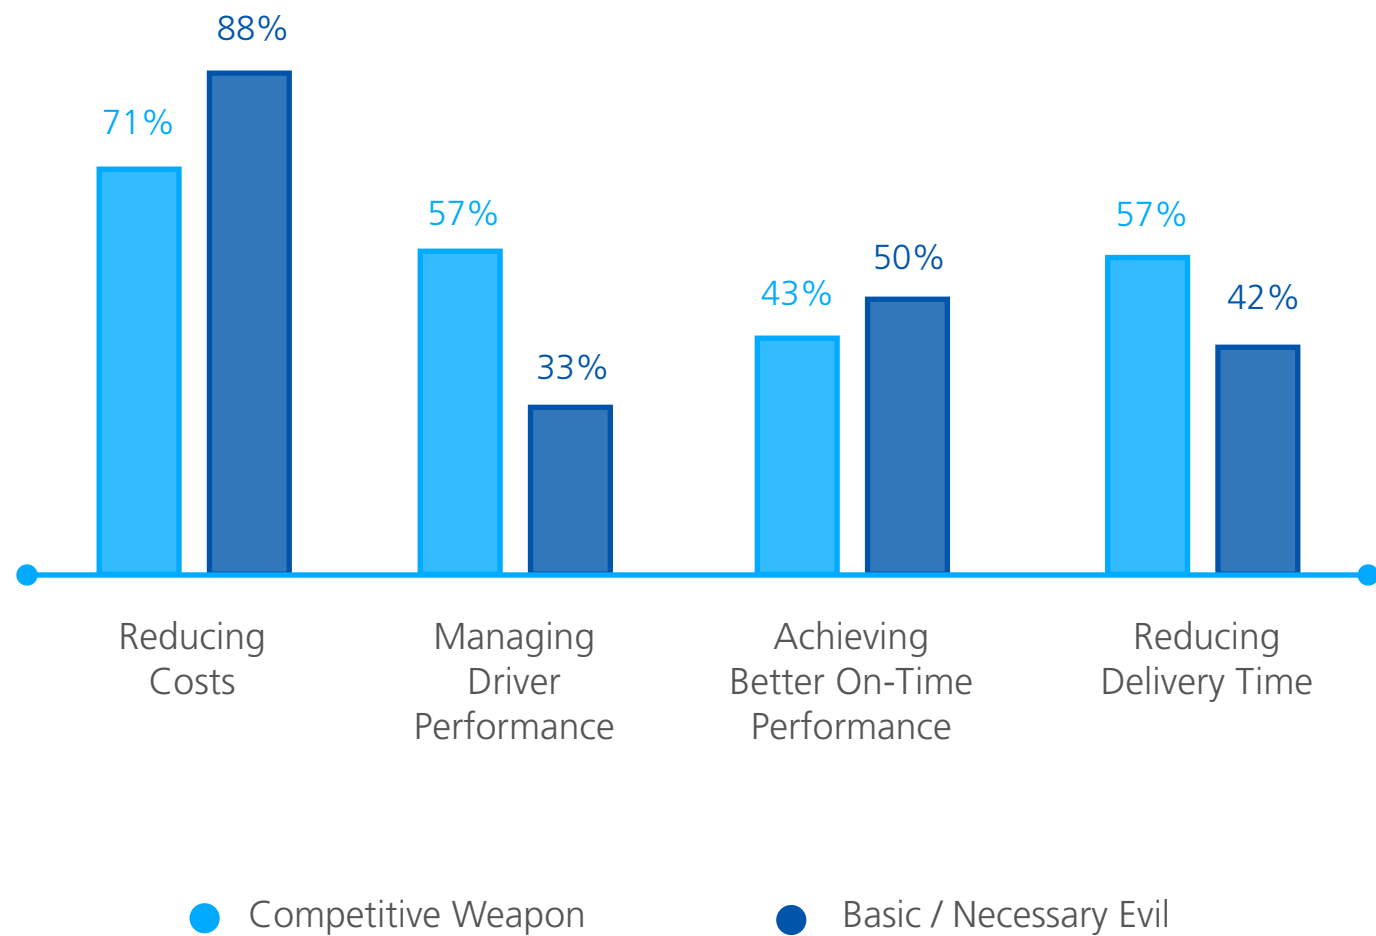 88%
71%
57%
33%
43%
50%
57%
42%
Reducing
Costs
Managing
Driver
Performance
Achieving
Better On-Time
Performance
Reducing
Delivery Time
Competitive Weapon
Basic / Necessary Evil